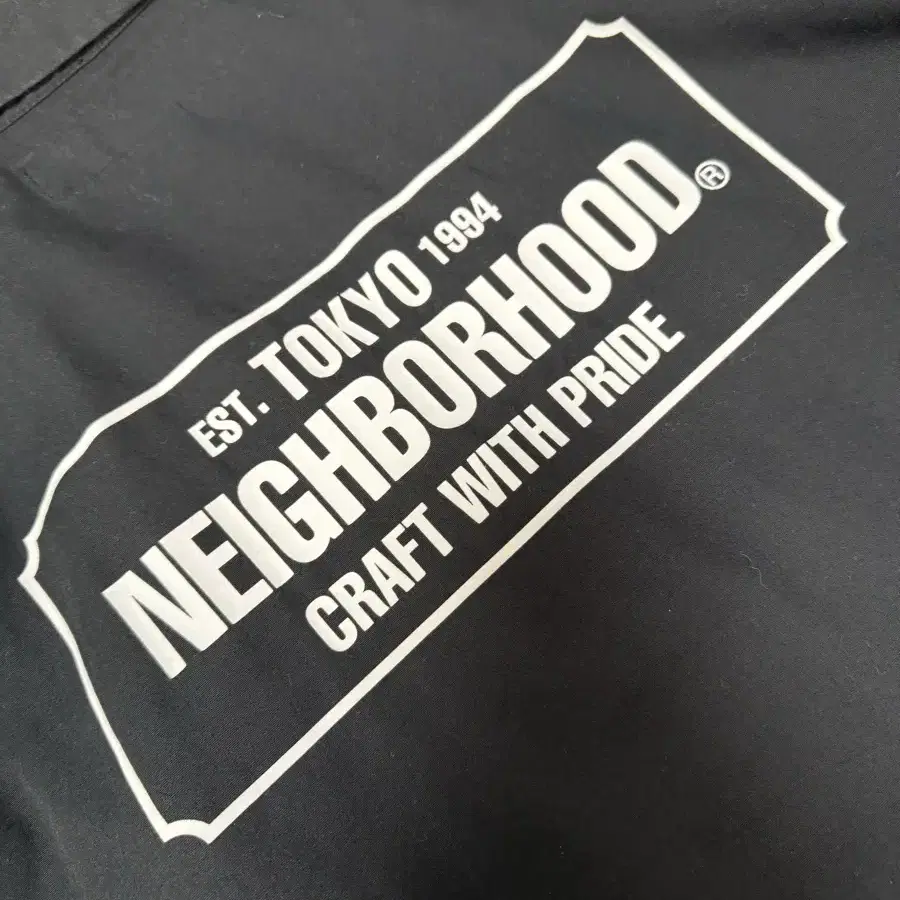 EST. TOKYO 1994
NEIGHBORHOOD®
CRAFT WITH PRIDE